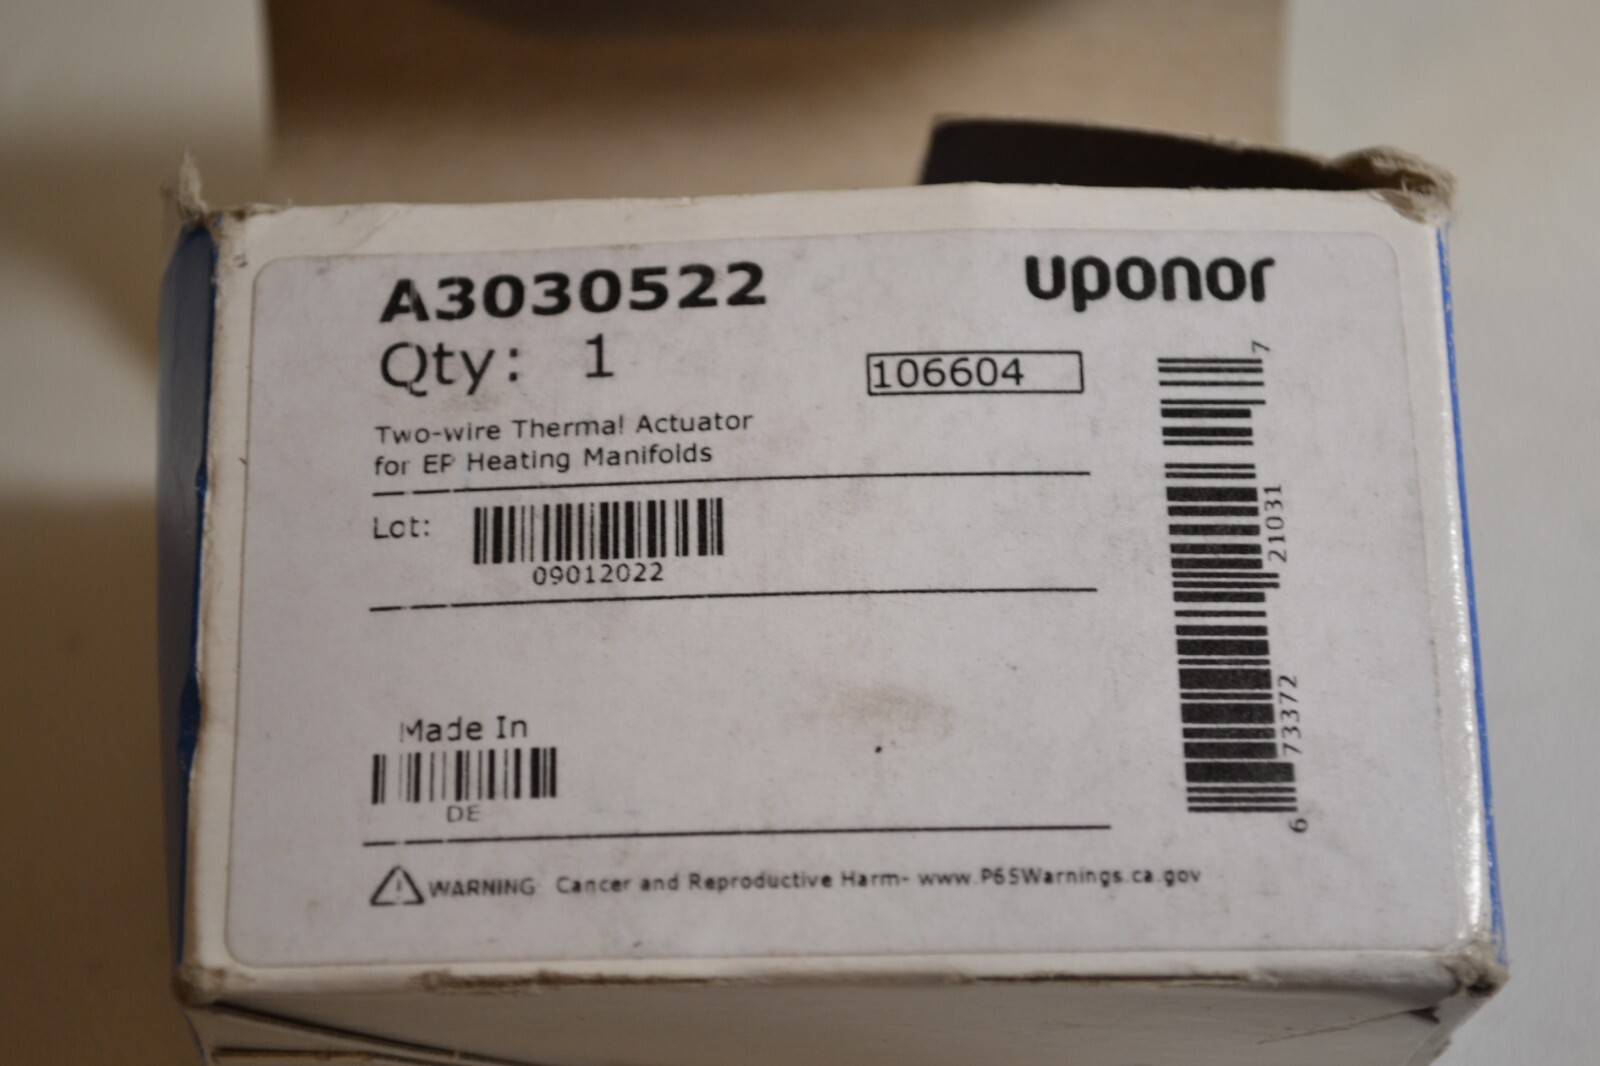 A3030522
uponor
Qty: 1
106604
Two-wire Thermal Actuator
for EP Heating Manifolds
Lot:
09012022
Made In
DE
WARNING Cancer and Reproductive Harm- www.P65Warnings.ca.gov
6 73372 21031 7